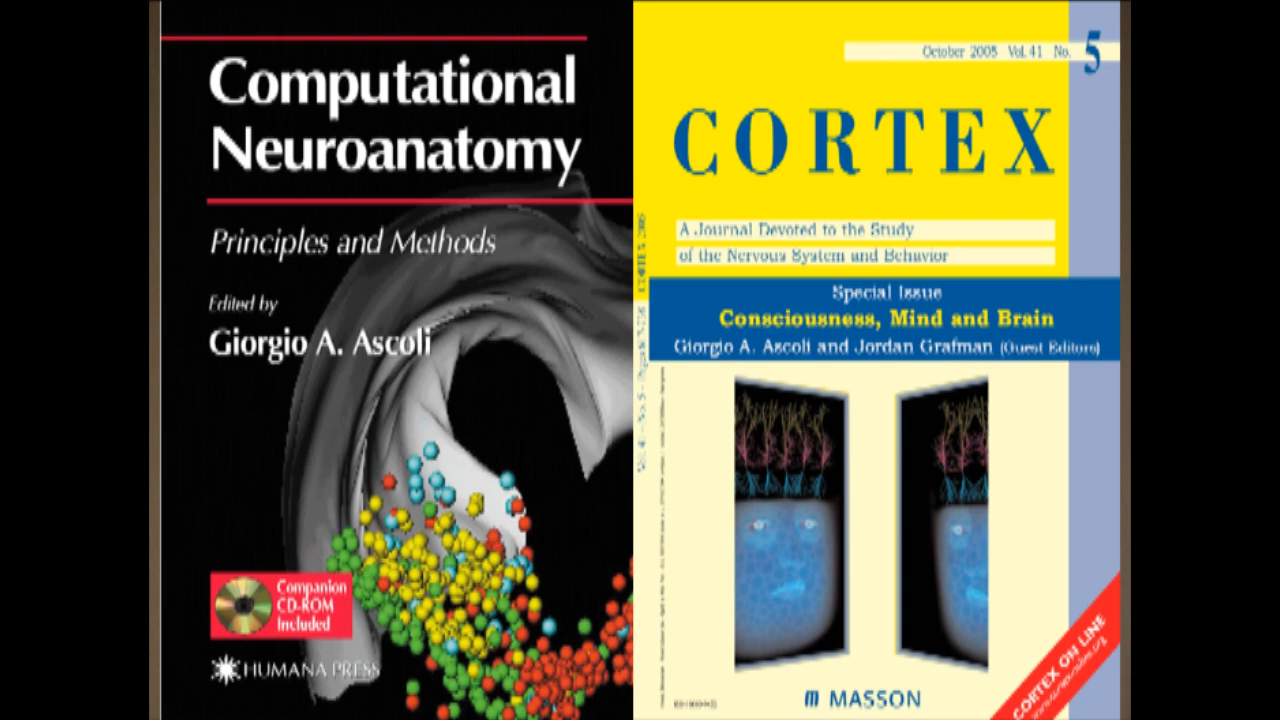 Computational
Neuroanatomy
Principles and Methods
Edited by
Giorgio A. Ascoli
Companion
CD-ROM
Included
HUMANA PRESS
October 2005 Vol. 41 No. 5
CORTEX
A Journal Devoted to the Study
of the Nervous System and Behavior
Special Issue
Consciousness, Mind and Brain
Giorgio A. Ascoli and Jordan Grafman (Guest Editors)
MASSON
CORTEX ON LINE
CORTEX 2005